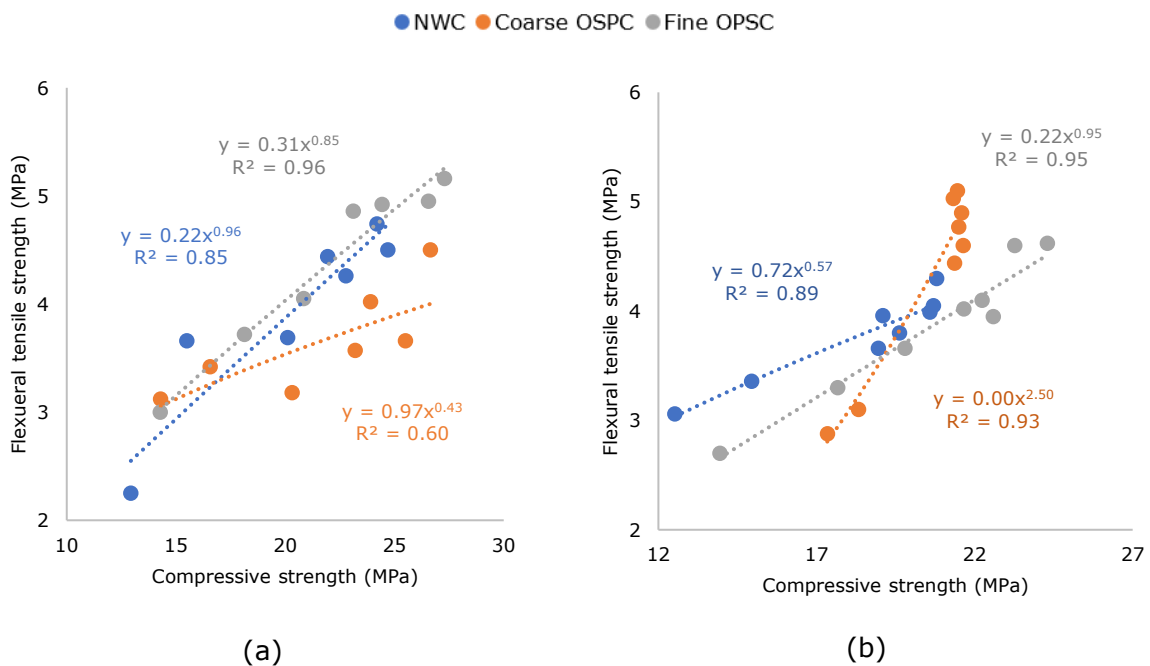 NWC Coarse OSPC Fine OPSC
Flexueral tensile strength (MPa)
6
5
4
3
2
y = 0.31x^0.85
R² = 0.96
y = 0.22x^0.96
R² = 0.85
y = 0.97x^0.43
R² = 0.60
10 15 20 25 30
Compressive strength (MPa)
(a)
Flexural tensile strength (MPa)
6
5
4
3
2
y = 0.22x^0.95
R² = 0.95
y = 0.72x^0.57
R² = 0.89
y = 0.00x^2.50
R² = 0.93
12 17 22 27
Compressive strength (MPa)
(b)